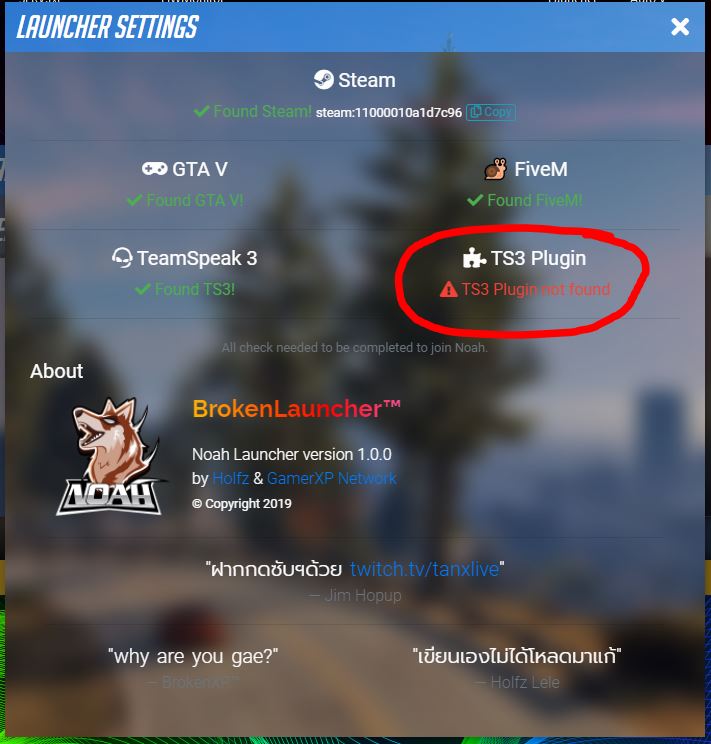 LAUNCHER SETTINGS
Steam
Found Steam! steam:11000010a1d7c96 Copy
GTA V
FiveM
Found GTA V!
Found FiveM!
TeamSpeak 3
TS3 Plugin
Found TS3!
TS3 Plugin not found
All check needed to be completed to join Noah.
About
BrokenLauncher™
Noah Launcher version 1.0.0
by Holfz & GamerXP Network
© Copyright 2019
NOAH
"ฝากกดซับฯด้วย twitch.tv/tanxlive"
— Jim Hopup
"why are you gae?"
"เขียนเองไม่ได้โหลดมาแก้"
— BrokenXP™
— Holfz Lele